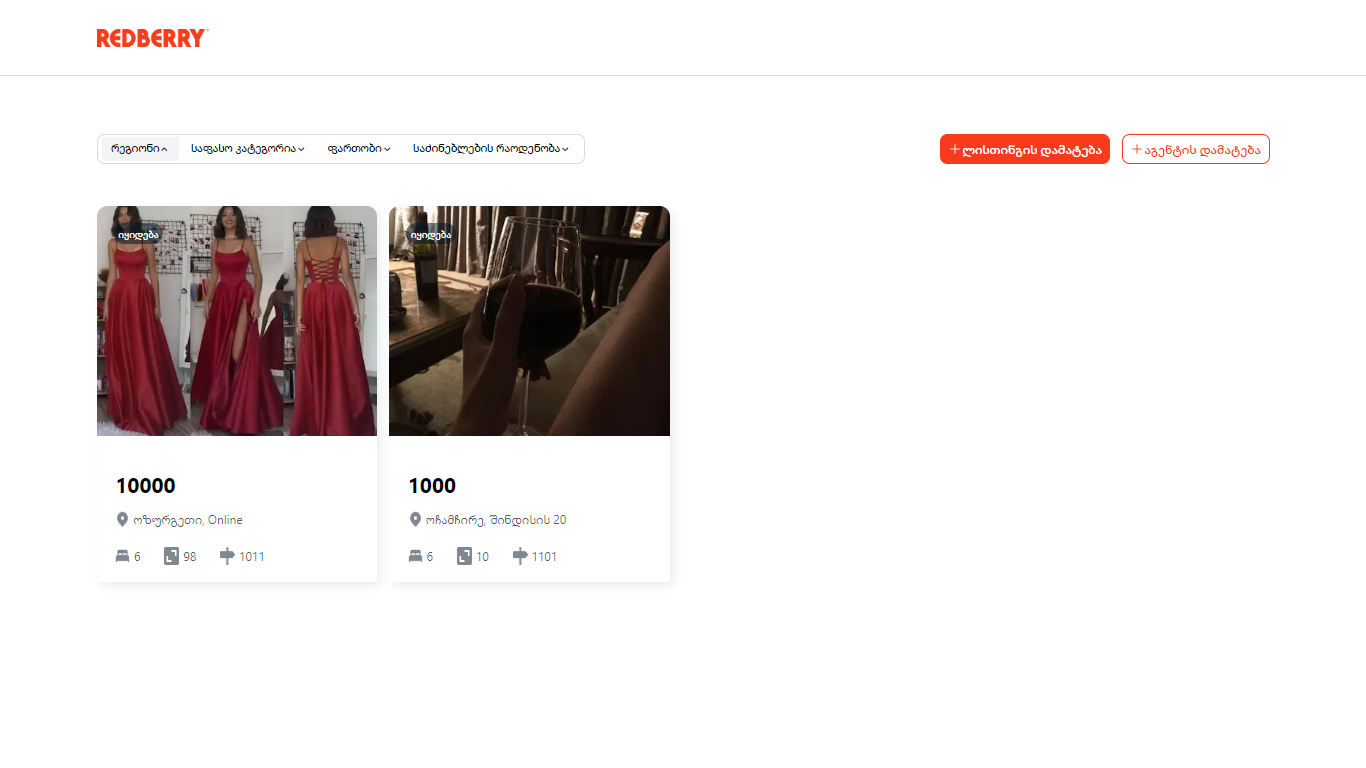 REDBERRY
რეგიონი
საფასო კატეგორია
ფართობი
საძინებლების რაოდენობა
ლისთინგის დამატება
აგენტის დამატება
იყიდება
იყიდება
10000
ოზურგეთი, Online
6
98
1011
1000
ოჩამჩირე, შინდისის 20
6
10
1101